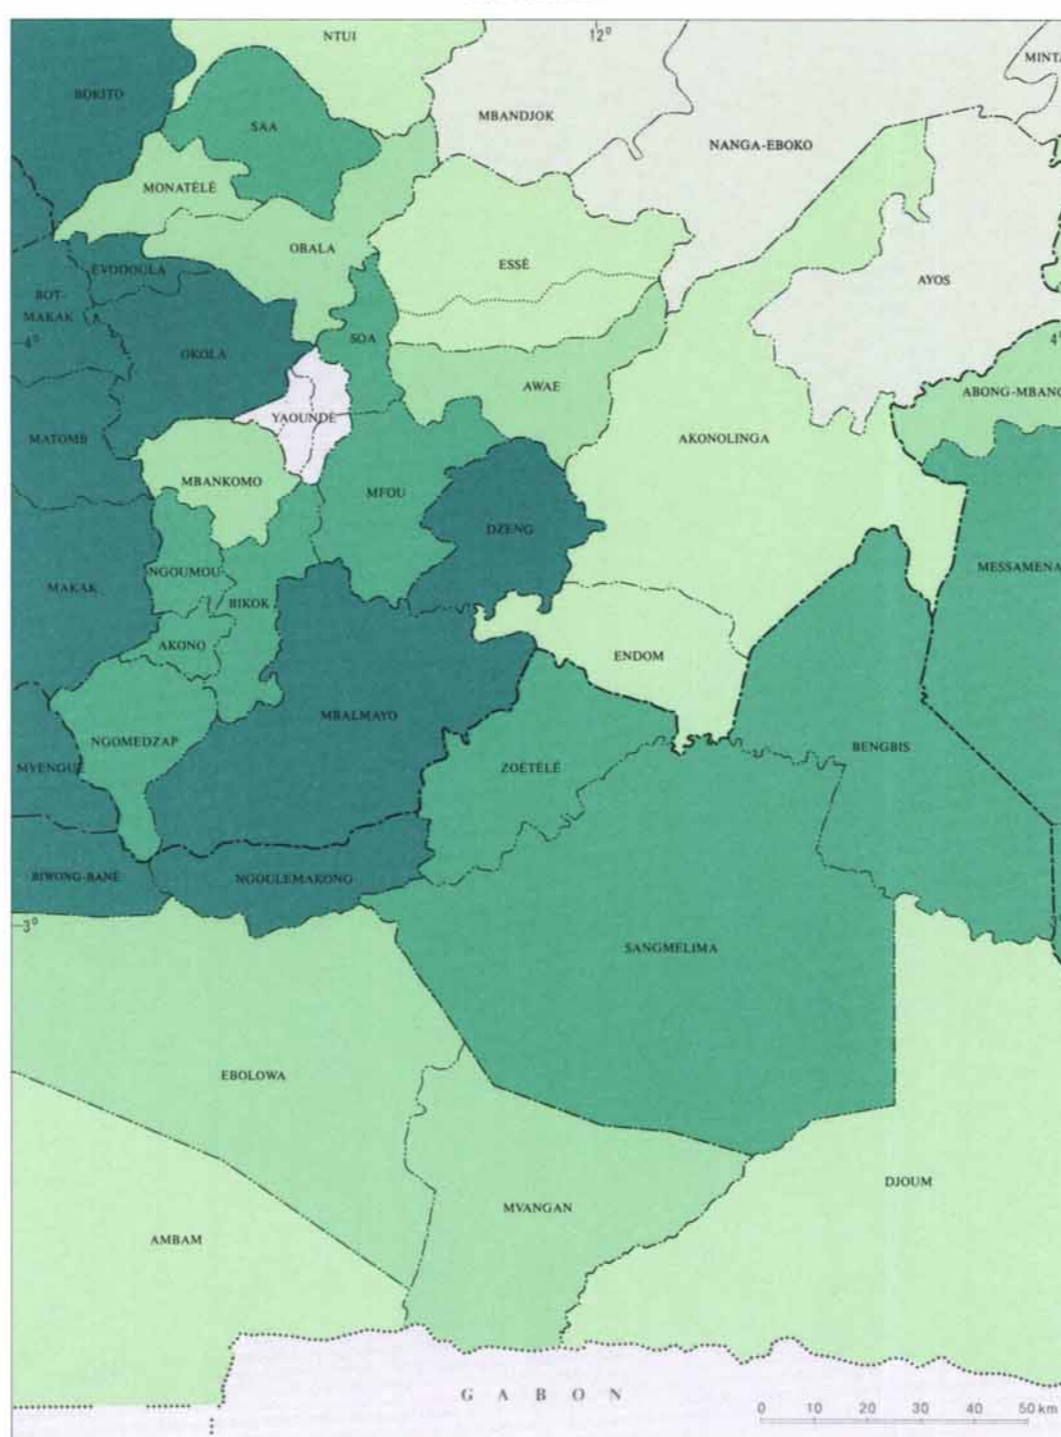 NTUI
12°
MINTA
BOKITO
MBANDJOK
SAA
NANGA-EBOKO
MONATÉLÉ
OBALA
ESSÉ
EVODOULA
AYOS
BOT-
MAKAK
A.
4°
SOA
4°
OKOLA
AWAE
ABONG-MBANG
YAOUNDÉ
MATOMB
AKONOLINGA
MBANKOMO
MFOU
DZENG
NGOUMOU
MESSAMENA
MAKAK
BIKOK
AKONO
ENDOM
MBALMAYO
NGOMEDZAP
BENGBIS
ZOÉTÉLÉ
BIWONG-BANÉ
NGOULEMAKONG
3°
SANGMELIMA
EBOLOWA
DJOUM
MVANGAN
AMBAM
GABON
0 10 20 30 40 50 km